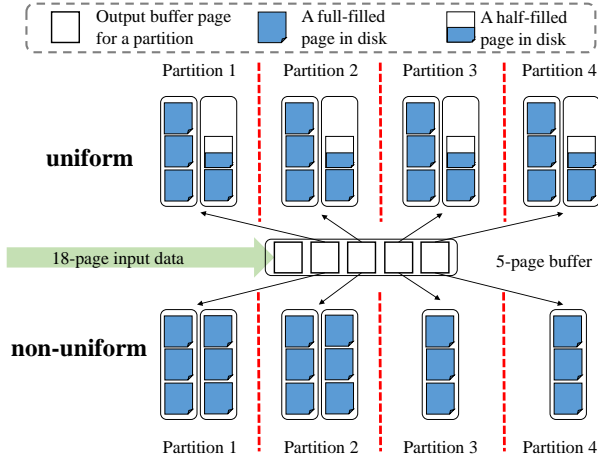 Output buffer page
for a partition
A full-filled
page in disk
A half-filled
page in disk
Partition 1
Partition 2
Partition 3
Partition 4
uniform
18-page input data
5-page buffer
non-uniform
Partition 1
Partition 2
Partition 3
Partition 4